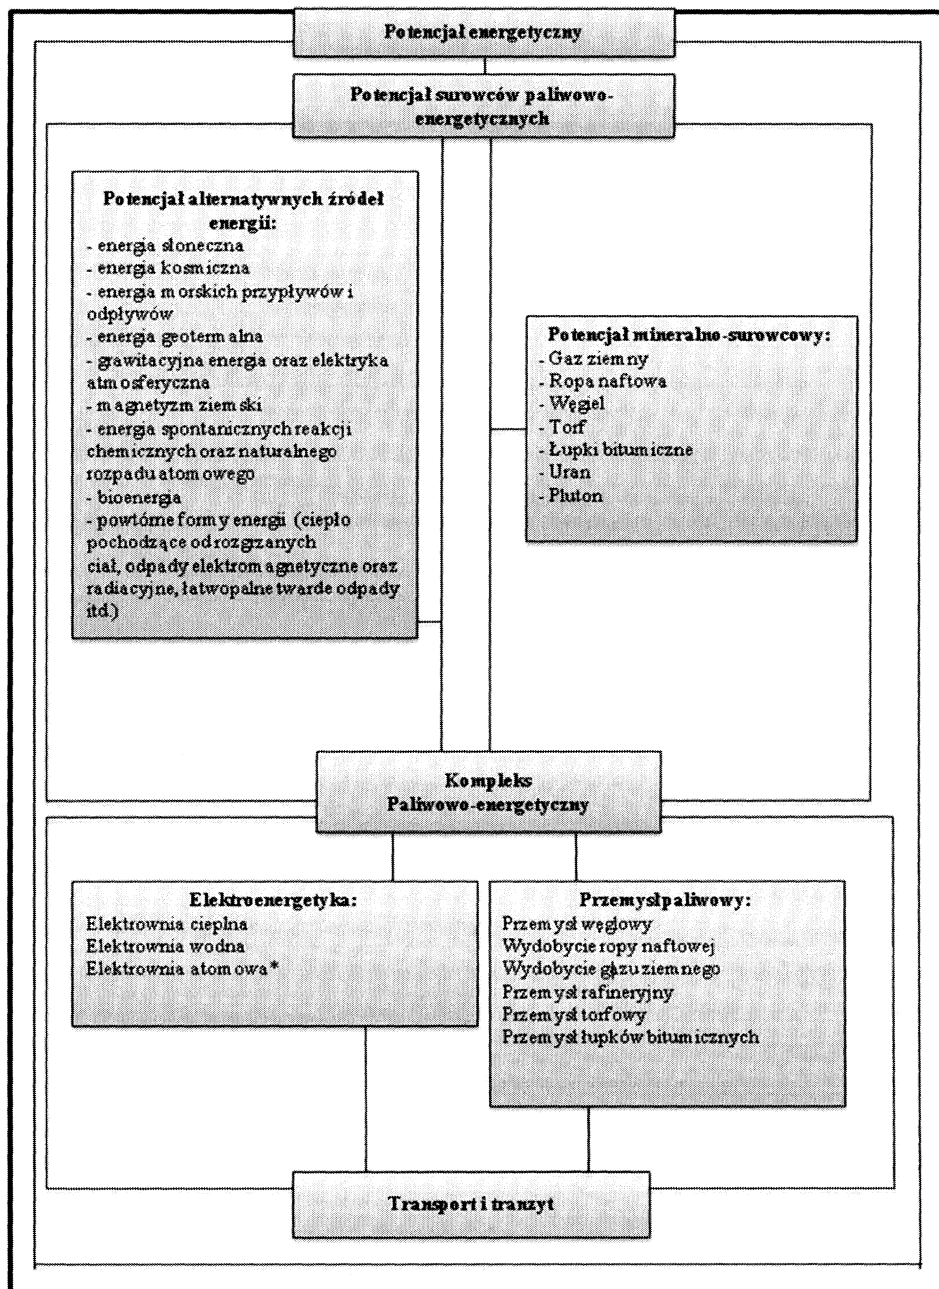 Potencjał energetyczny
Potencjał surowców paliwowo-
energetycznych
Potencjał alternatywnych źródeł
energii:
- energia słoneczna
- energia kosmiczna
- energia morskich przypływów i
odpływów
- energia geotermalna
- grawitacyjna energia oraz elektryka
atmosferyczna
- magnetyzm ziemski
- energia spontanicznych reakcji
chemicznych oraz naturalnego
rozpadu atomowego
- bioenergia
- powtórne formy energii (ciepło
pochodzące od rozgrzanych
ciał, odpady elektromagnetyczne oraz
radiacyjne, łatwopalne twarde odpady
itd.)
Potencjał mineralno-surowcowy:
- Gaz ziemny
- Ropa naftowa
- Węgiel
- Torf
- Łupki bitumiczne
- Uran
- Pluton
Kompleks
Paliwowo-energetyczny
Elektroenergetyka:
Elektrownia cieplna
Elektrownia wodna
Elektrownia atomowa*
Przemysł paliwowy:
Przemysł węglowy
Wydobycie ropy naftowej
Wydobycie gazu ziemnego
Przemysł rafineryjny
Przemysł torfowy
Przemysł łupków bitumicznych
Transport i tranzyt